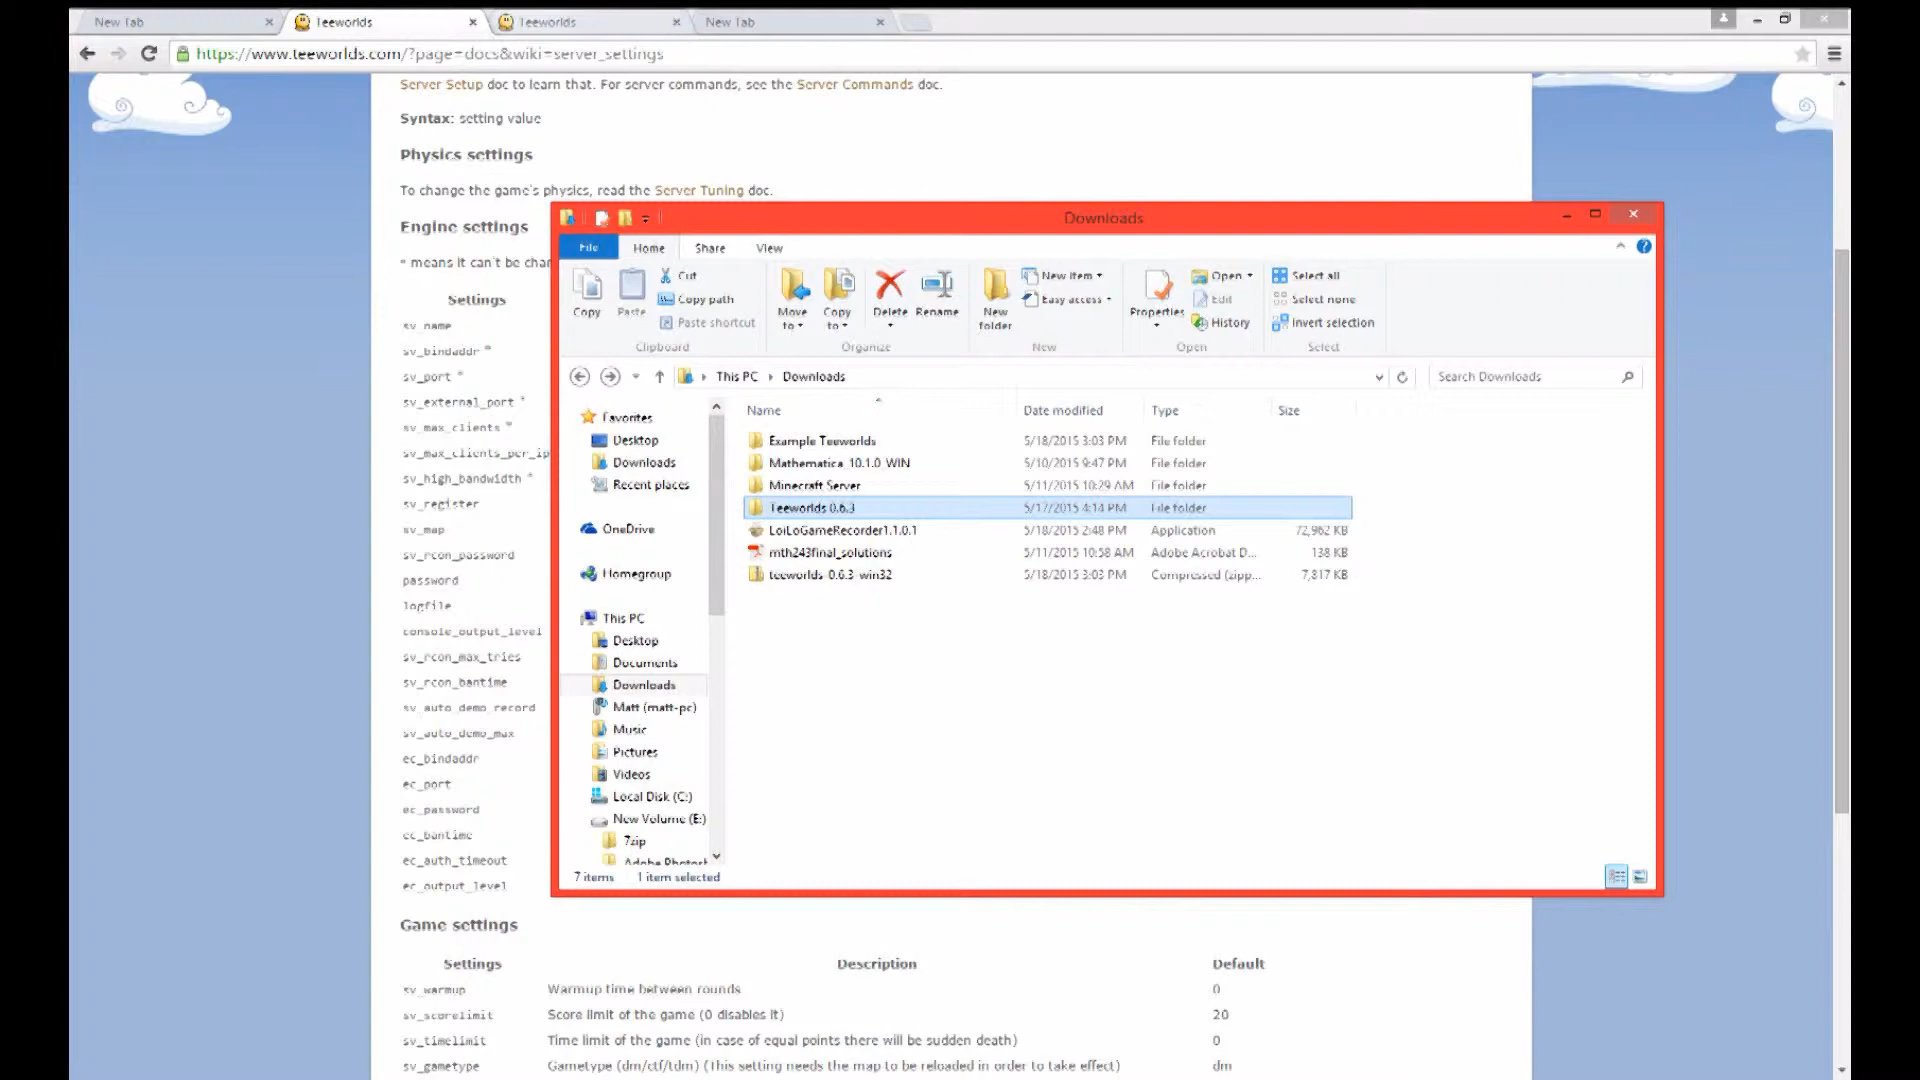 New Tab
Teeworlds
Teeworlds
New Tab
https://www.teeworlds.com/?page=docs&wiki=server_settings
Server Setup doc to learn that. For server commands, see the Server Commands doc.
Syntax: setting value
Physics settings
To change the game's physics, read the Server Tuning doc.
Engine settings
* means it can't be chan
Settings
sv_name
sv_bindaddr *
sv_port *
sv_external_port *
sv_max_clients *
sv_max_clients_per_ip
sv_high_bandwidth *
sv_register
sv_map
sv_rcon_password
password
logfile
console_output_level
sv_rcon_max_tries
sv_rcon_bantime
sv_auto_demo_record
sv_auto_demo_max
ec_bindaddr
ec_port
ec_password
ec_bantime
ec_auth_timeout
ec_output_level
Downloads
File Home Share View
Copy
Paste
Cut
Copy path
Paste shortcut
Clipboard
Move to
Copy to
Delete
Rename
Organize
New folder
New item
Easy access
New
Properties
Open
Edit
History
Open
Select all
Select none
Invert selection
Select
This PC Downloads
Search Downloads
Favorites
Desktop
Downloads
Recent places
OneDrive
Homegroup
This PC
Desktop
Documents
Downloads
Matt (matt-pc)
Music
Pictures
Videos
Local Disk (C:)
New Volume (E:)
7zip
Adobe Photosh
Name Date modified Type Size
Example Teeworlds 5/18/2015 3:03 PM File folder
Mathematica_10.1.0_WIN 5/10/2015 9:47 PM File folder
Minecraft Server 5/11/2015 10:29 AM File folder
Teeworlds 0.6.3 5/17/2015 4:14 PM File folder
LoiLoGameRecorder1.1.0.1 5/18/2015 2:48 PM Application 72,962 KB
mth243final_solutions 5/11/2015 10:58 AM Adobe Acrobat D... 138 KB
teeworlds-0.6.3-win32 5/18/2015 3:03 PM Compressed (zipp... 7,817 KB
7 items 1 item selected
Game settings
Settings Description Default
sv_warmup Warmup time between rounds 0
sv_scorelimit Score limit of the game (0 disables it) 20
sv_timelimit Time limit of the game (in case of equal points there will be sudden death) 0
sv_gametype Gametype (dm/ctf/tdm) (This setting needs the map to be reloaded in order to take effect) dm